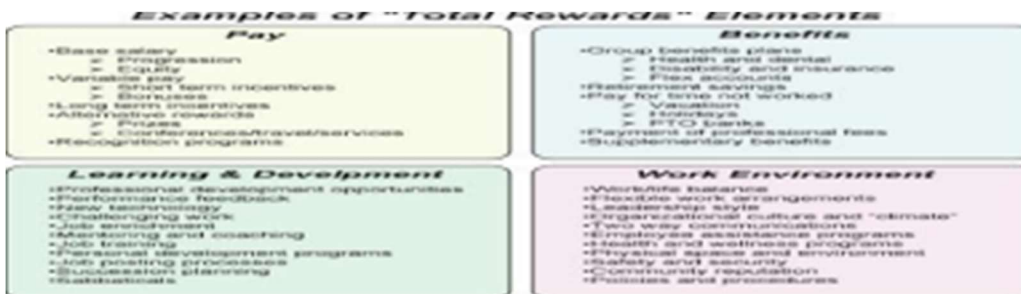 Examples of "Total Rewards" Elements
Pay
•Base salary
➢ Progression
➢ Equity
•Variable pay
➢ Short term incentives
➢ Bonuses
•Long term incentives
•Alternative rewards
➢ Prizes
➢ Conferences/travel/services
•Recognition programs
Benefits
•Group benefits plans
➢ Health and dental
➢ Disability and insurance
➢ Flex accounts
•Retirement savings
•Pay for time not worked
➢ Vacation
➢ Holidays
➢ PTO banks
•Payment of professional fees
•Supplementary benefits
Learning & Develpment
•Professional development opportunities
•Performance feedback
•New technology
•Challenging work
•Job enrichment
•Mentoring and coaching
•Job training
•Personal development programs
•Job posting processes
•Succession planning
•Sabbaticals
Work Environment
•Work/life balance
•Flexible work arrangements
•Leadership style
•Organizational culture and "climate"
•Two way communications
•Employee assistance programs
•Health and wellness programs
•Physical space and environment
•Safety and security
•Community reputation
•Policies and procedures